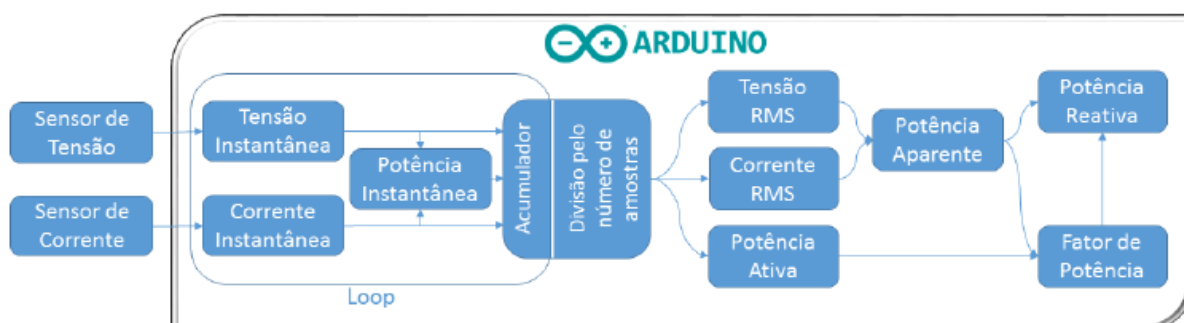 ARDUINO
Sensor de
Tensão
Sensor de
Corrente
Tensão
Instantânea
Corrente
Instantânea
Potência
Instantânea
Loop
Acumulador
Divisão pelo
número de
amostras
Tensão
RMS
Corrente
RMS
Potência
Ativa
Potência
Aparente
Potência
Reativa
Fator de
Potência